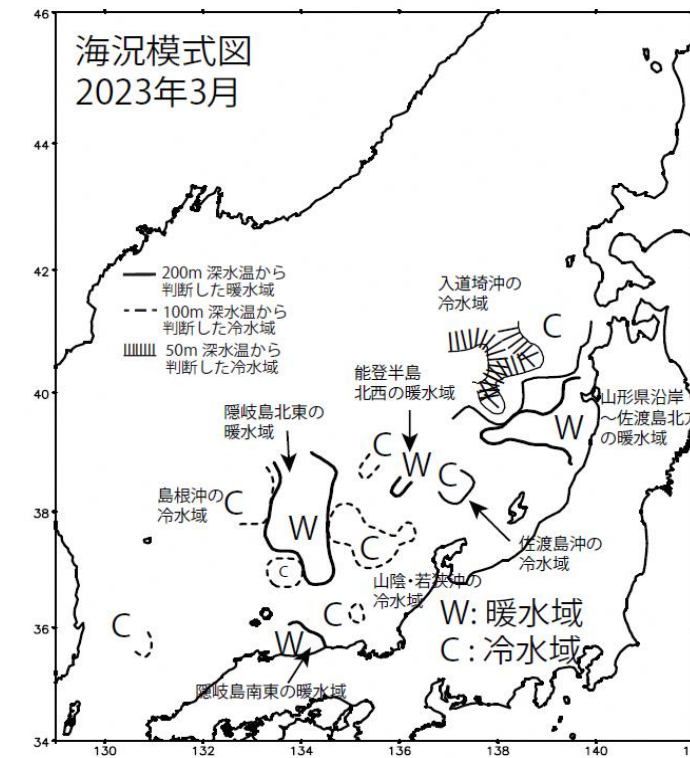 海況模式図
2023年3月
200m 深水温から
判断した暖水域
100m 深水温から
判断した冷水域
50m 深水温から
判断した冷水域
入道埼沖の
冷水域
C
能登半島
北西の暖水域
山形県沿岸
～佐渡島北方
の暖水域
W
隠岐島北東の
暖水域
C
W
C
島根沖の
冷水域
C
W
C
佐渡島沖の
冷水域
C
山陰・若狭沖の
冷水域
C
C
W
隠岐島南東の暖水域
W: 暖水域
C : 冷水域
46
44
42
40
38
36
34
130
132
134
136
138
140